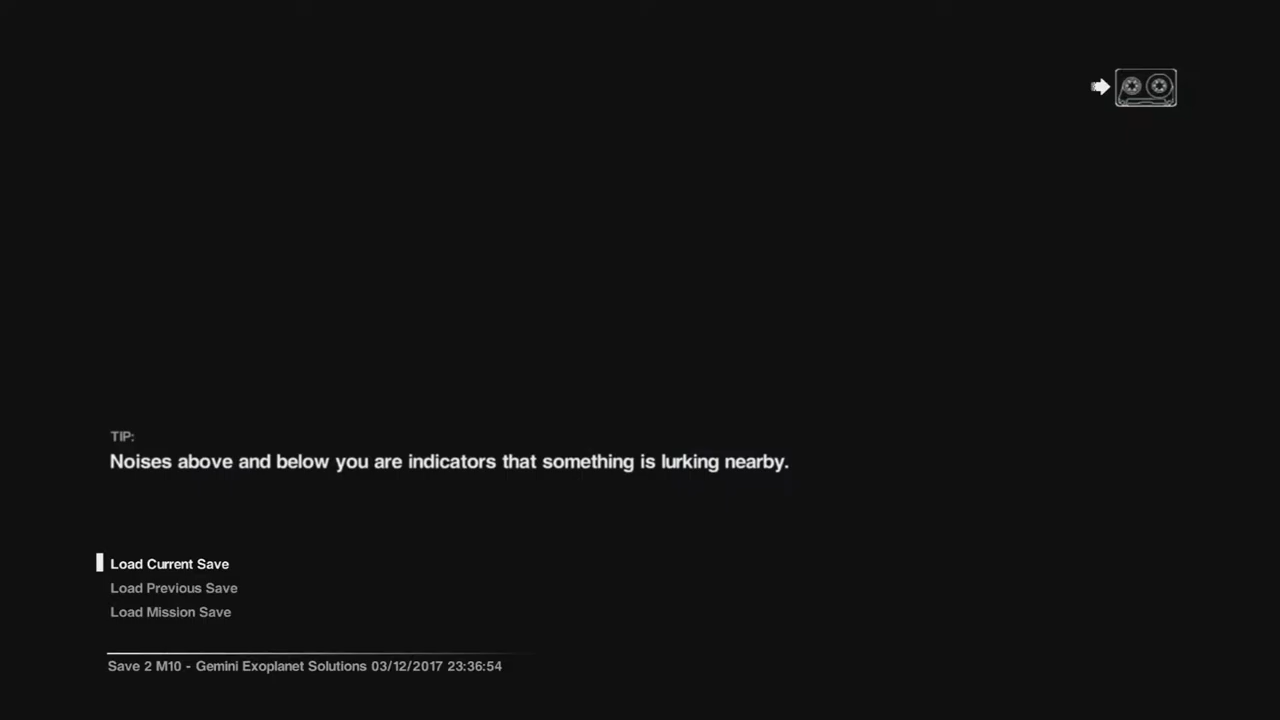 TIP:
Noises above and below you are indicators that something is lurking nearby.
Load Current Save
Load Previous Save
Load Mission Save
Save 2 M10 - Gemini Exoplanet Solutions 03/12/2017 23:36:54